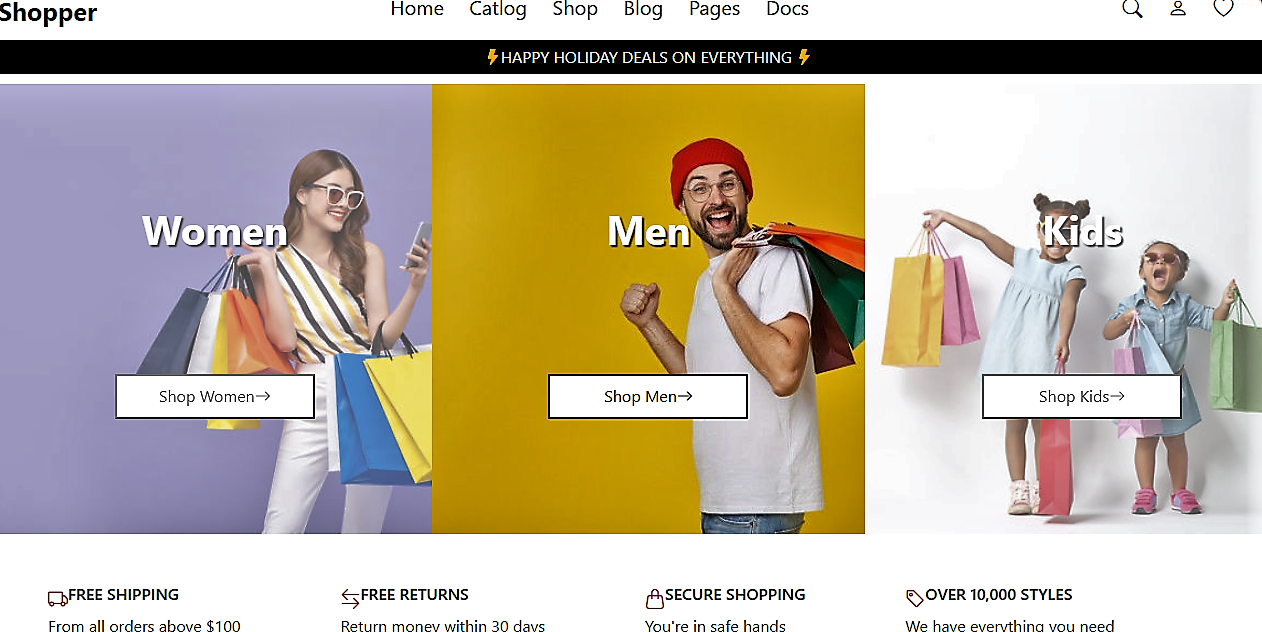 Shopper
Home Catlog Shop Blog Pages Docs
⚡HAPPY HOLIDAY DEALS ON EVERYTHING ⚡
Women
Men
Kids
Shop Women→
Shop Men→
Shop Kids→
FREE SHIPPING
From all orders above $100
FREE RETURNS
Return money within 30 days
SECURE SHOPPING
You're in safe hands
OVER 10,000 STYLES
We have everything you need